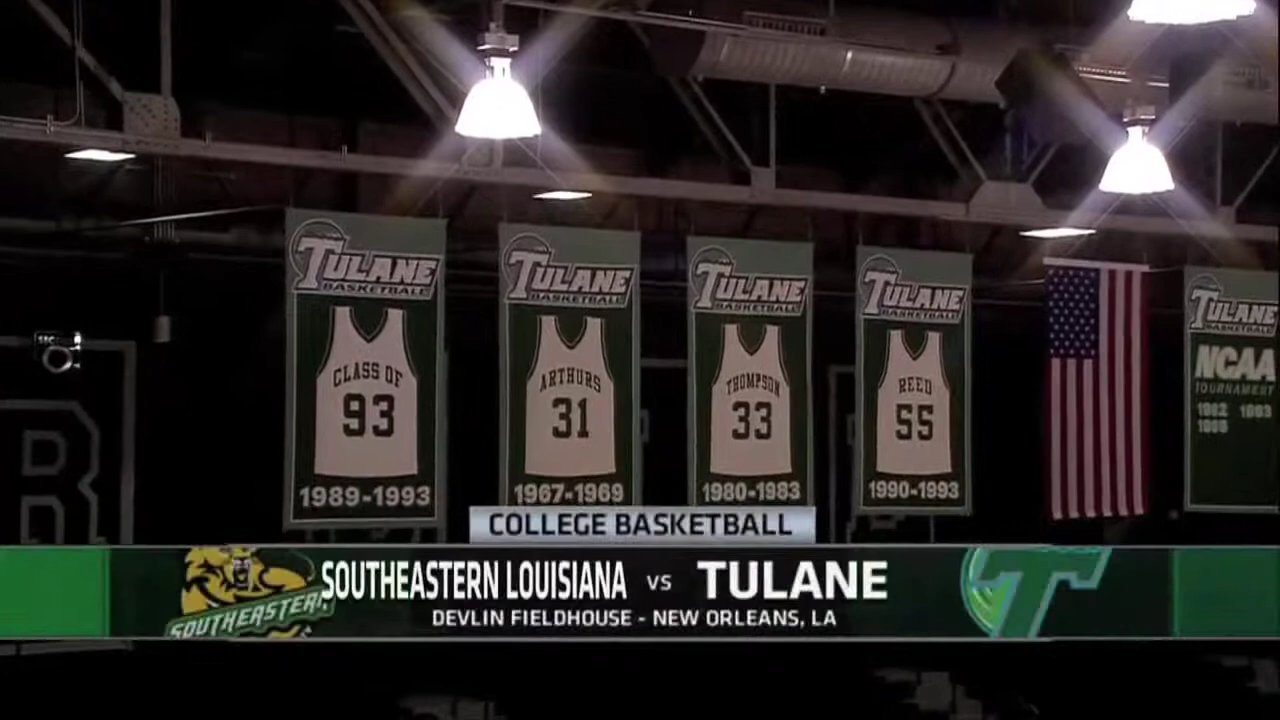 TULANE
BASKETBALL
CLASS OF
93
1989-1993
TULANE
BASKETBALL
ARTHURS
31
1967-1969
TULANE
BASKETBALL
THOMPSON
33
1980-1983
TULANE
BASKETBALL
REED
55
1990-1993
TULANE
BASKETBALL
NCAA
TOURNAMENT
R
COLLEGE BASKETBALL
SOUTHEASTERN LOUISIANA VS TULANE
DEVLIN FIELDHOUSE - NEW ORLEANS, LA
SOUTHEASTERN
T